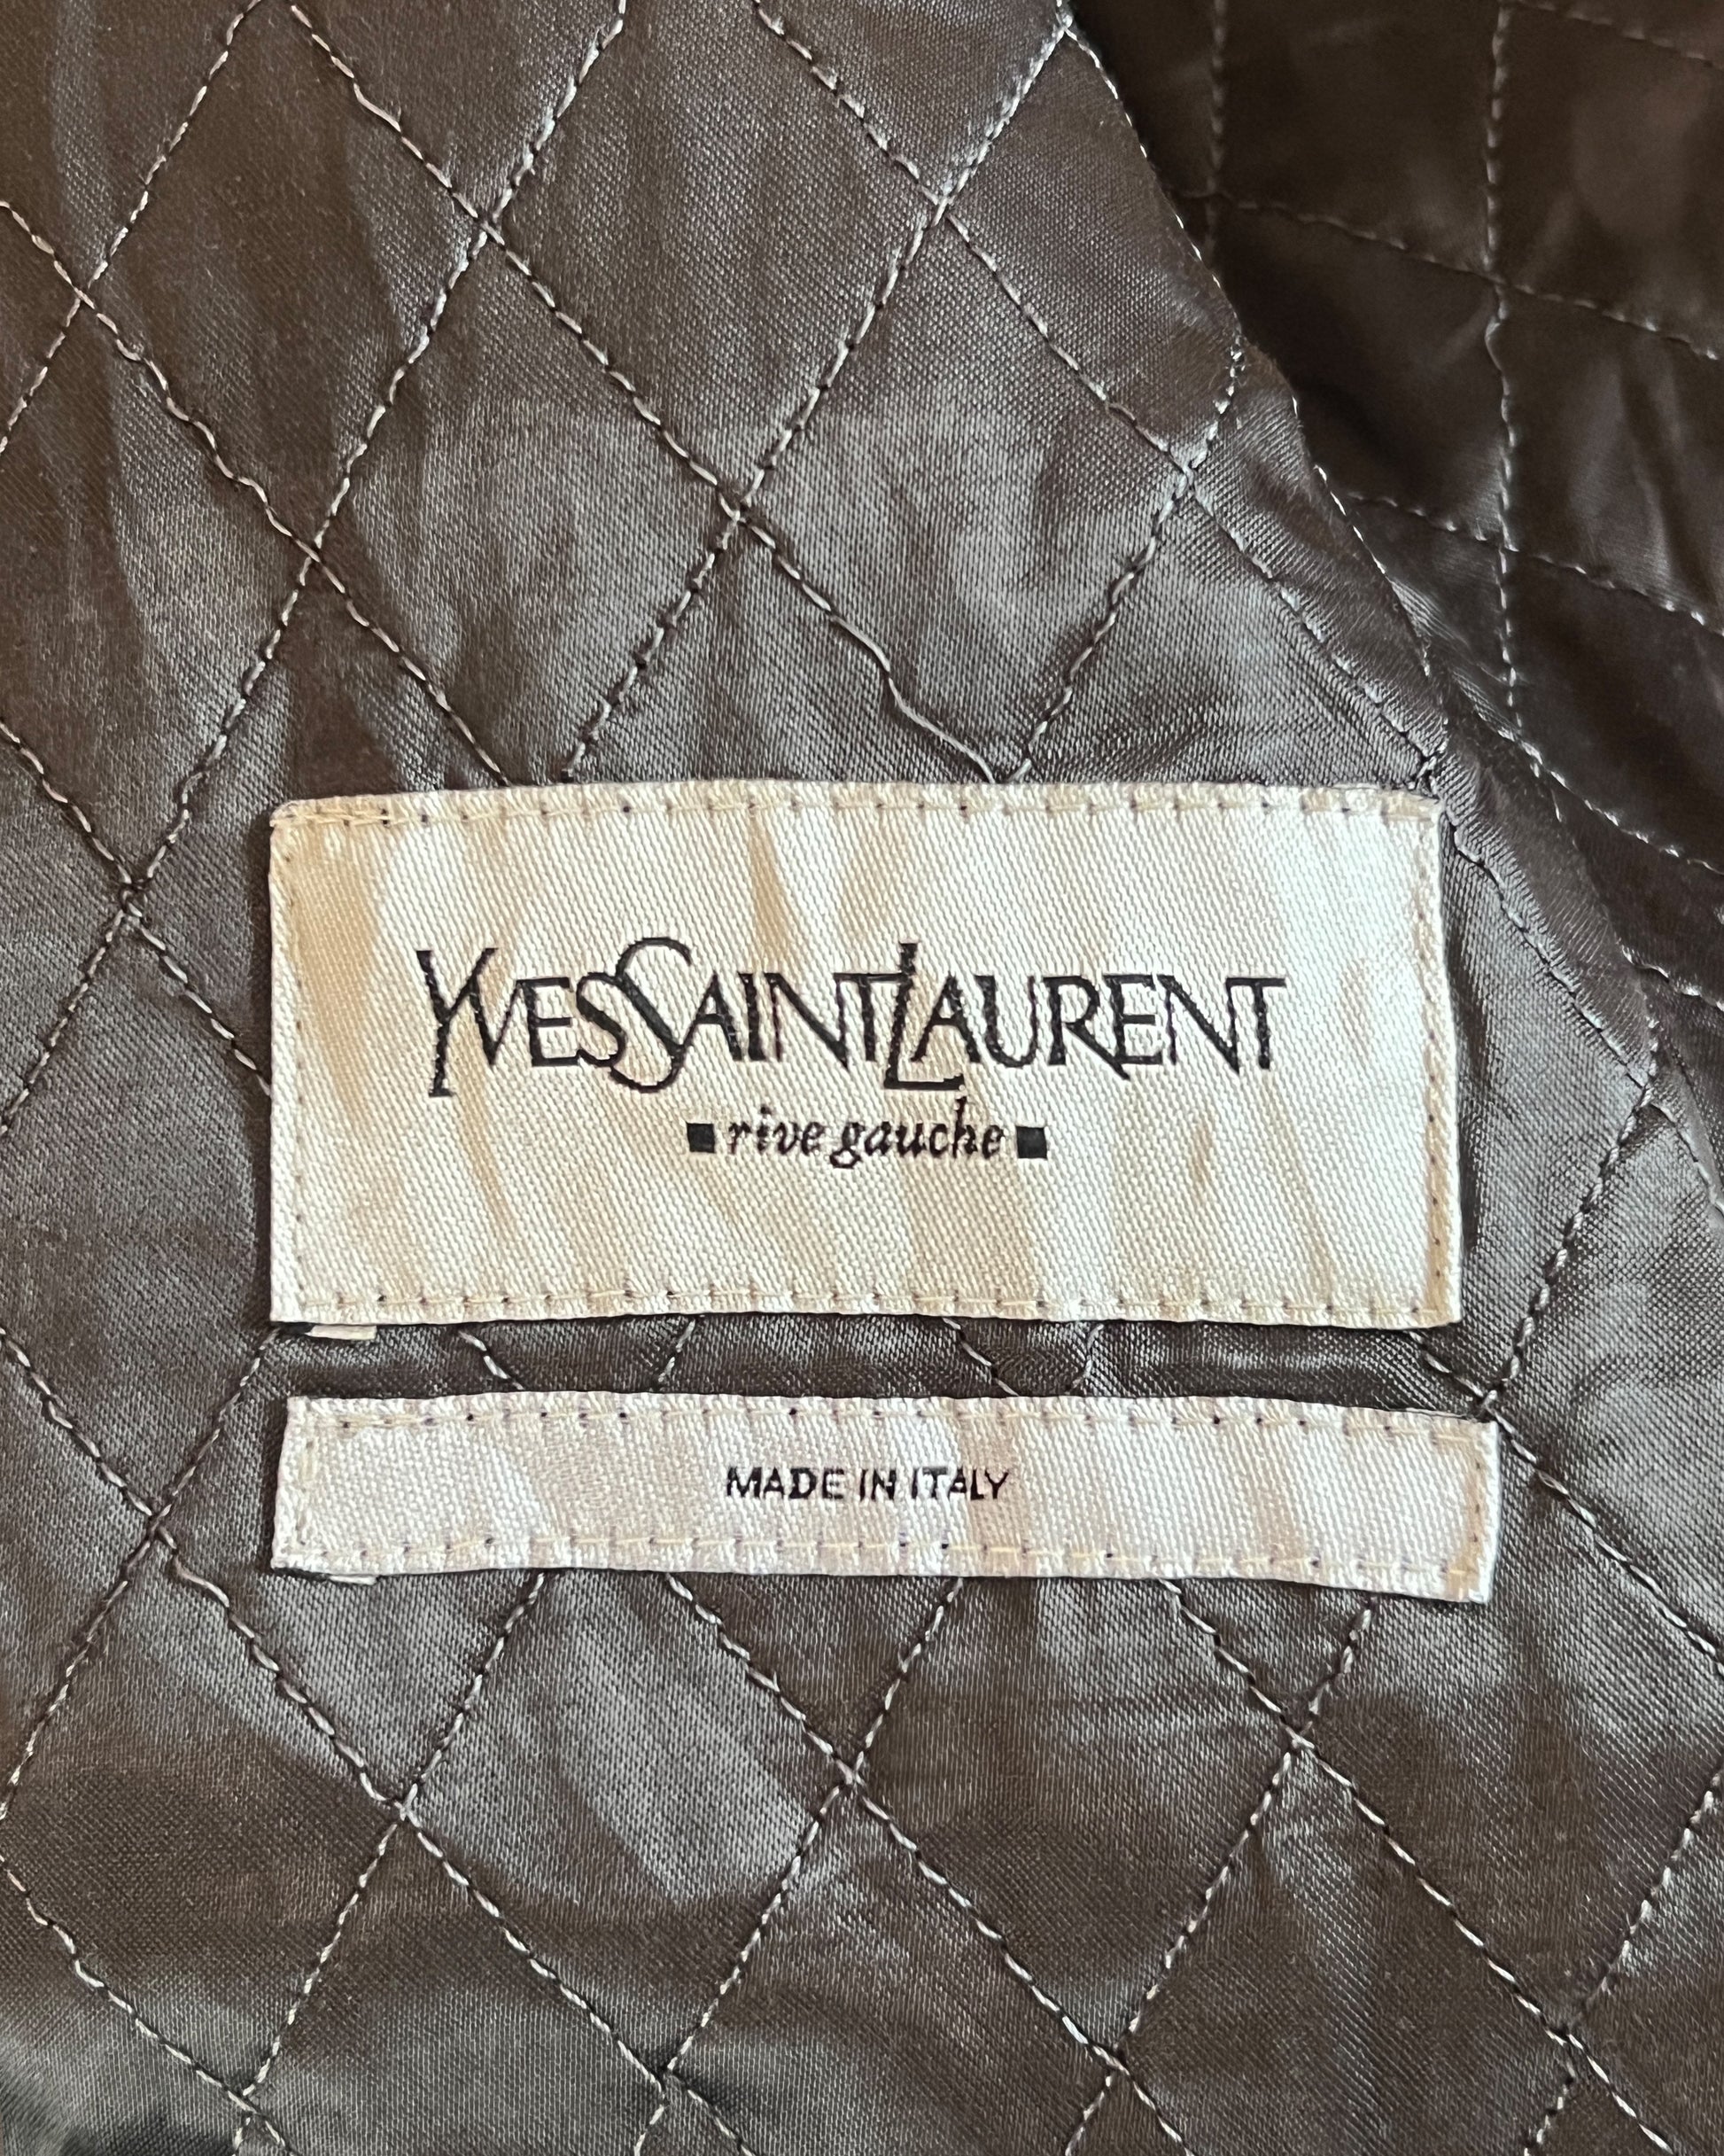 YVESSAINTLAURENT
▪ rive gauche ▪
MADE IN ITALY